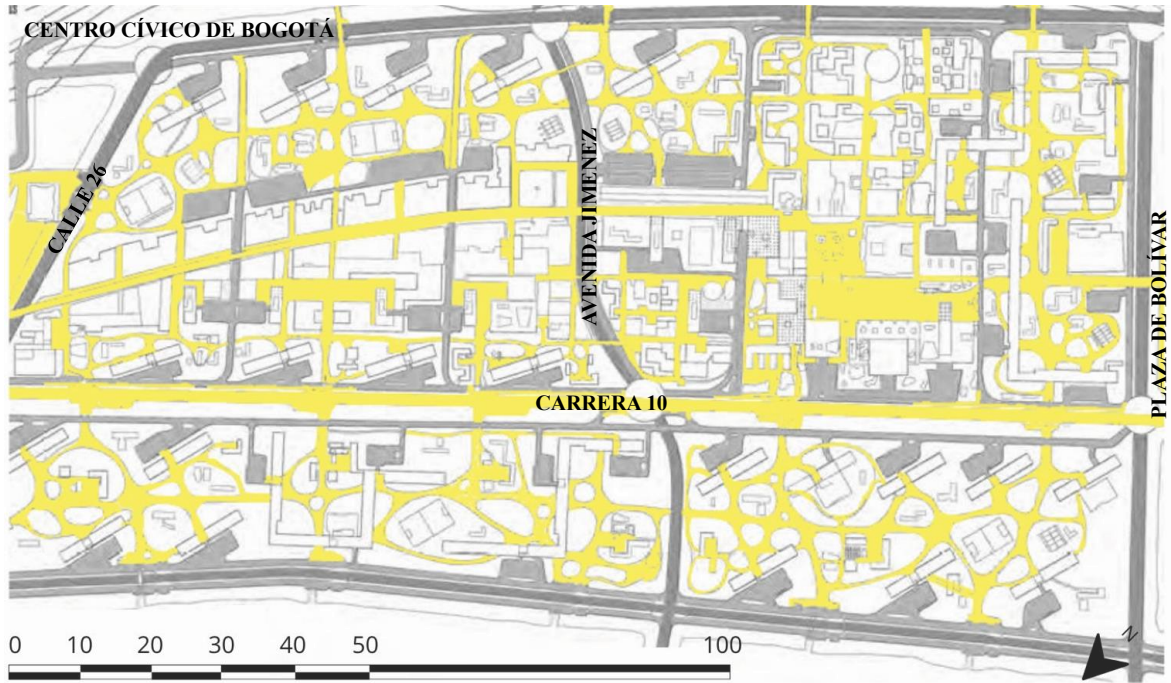 CENTRO CÍVICO DE BOGOTÁ
CALLE 26
AVENIDA JIMENEZ
PLAZA DE BOLÍVAR
CARRERA 10
0 10 20 30 40 50 100
N